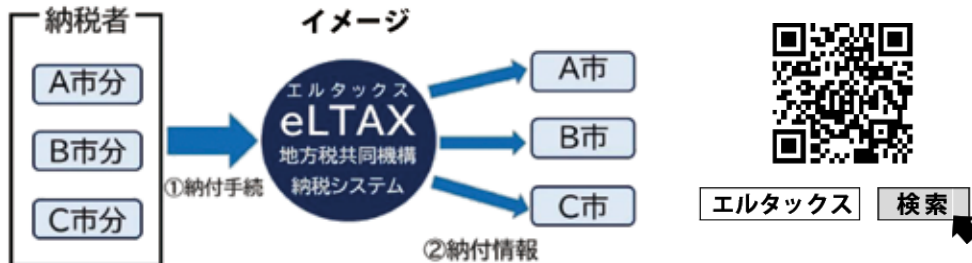 納税者
A市分
B市分
C市分
①納付手続
イメージ
エルタックス
eLTAX
地方税共同機構
納税システム
A市
B市
C市
②納付情報
エルタックス
検索